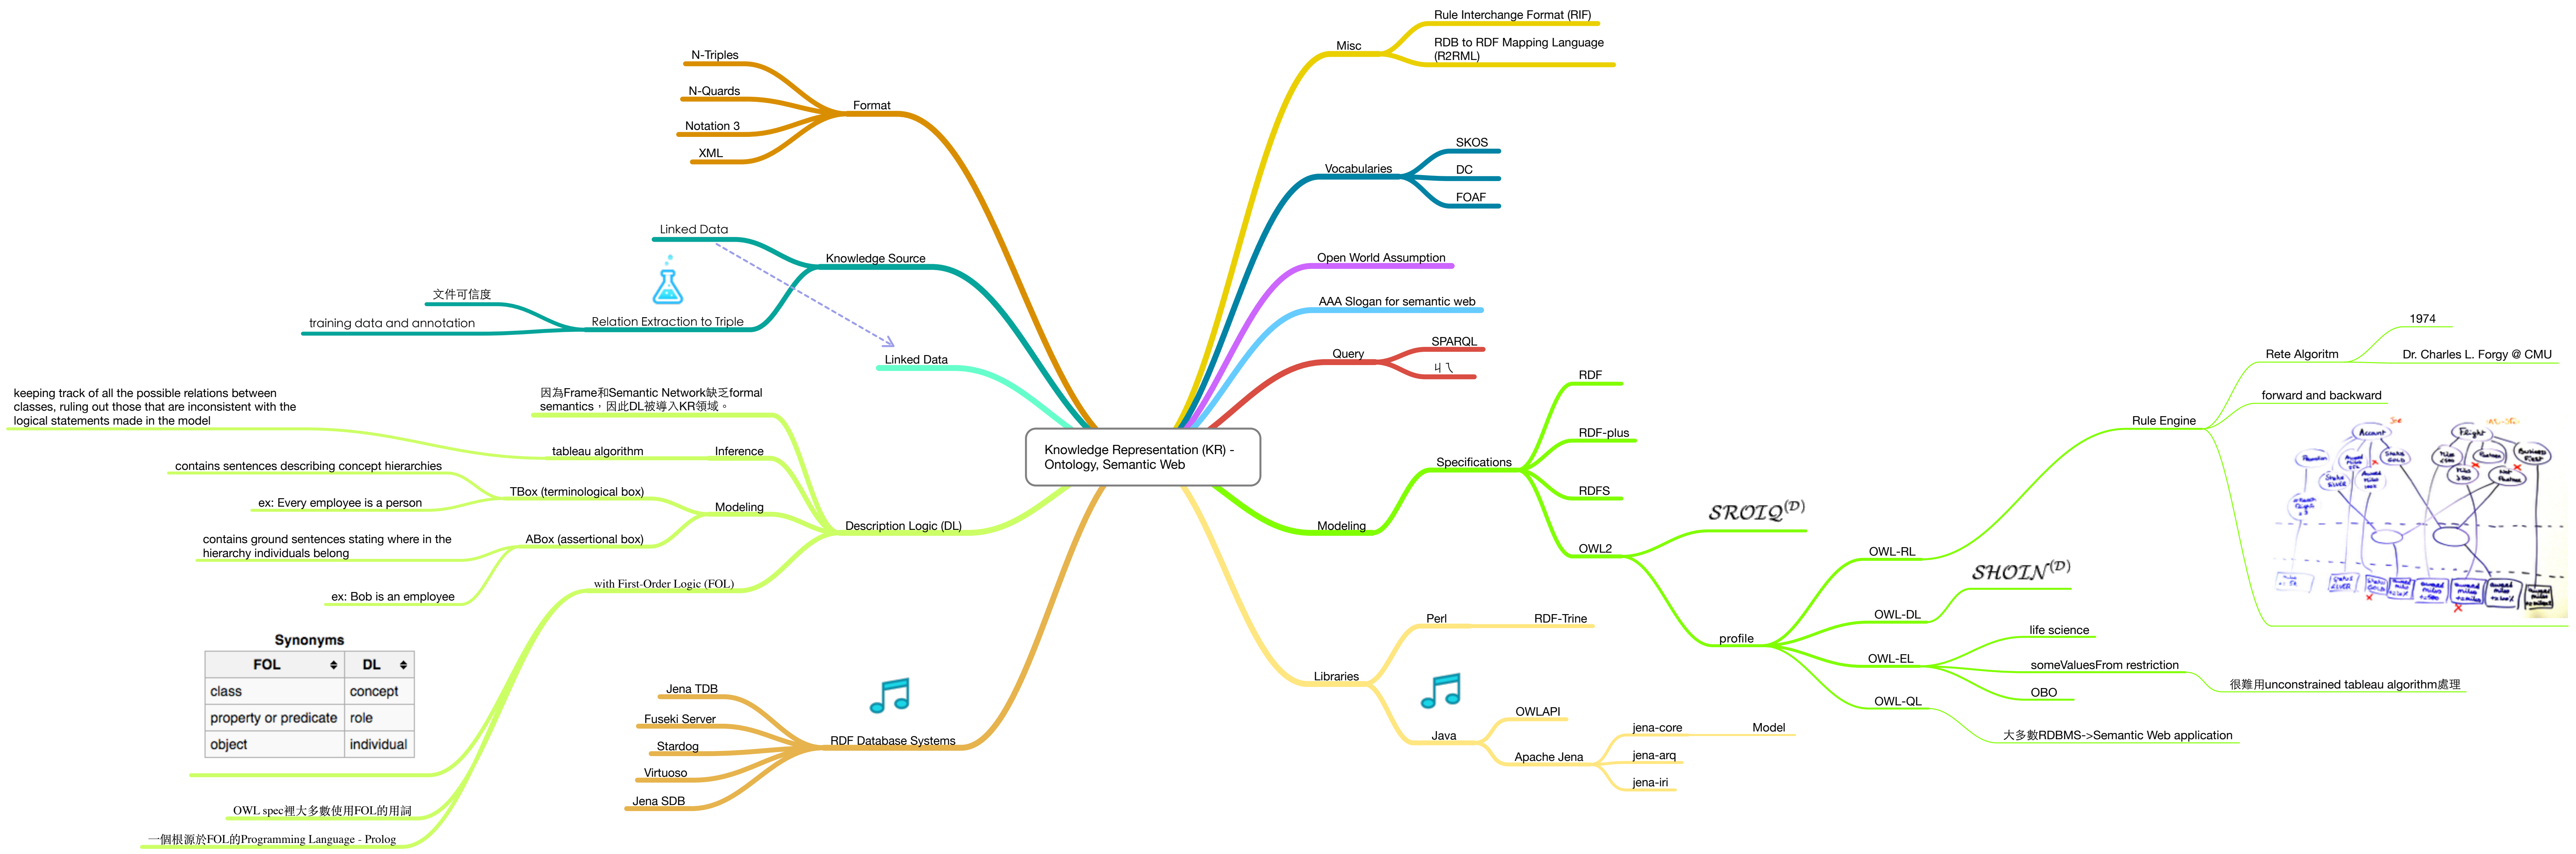 Knowledge Representation (KR) -
Ontology, Semantic Web
Misc
Rule Interchange Format (RIF)
RDB to RDF Mapping Language
(R2RML)
Vocabularies
SKOS
DC
FOAF
Open World Assumption
AAA Slogan for semantic web
Query
SPARQL
ㄐㄟ
Modeling
Specifications
RDF
RDF-plus
RDFS
OWL2
SROIQ(D)
profile
OWL-RL
Rule Engine
Rete Algoritm
1974
Dr. Charles L. Forgy @ CMU
forward and backward
Account
Flight
OWL-DL
SHOIN(D)
OWL-EL
life science
someValuesFrom restriction
很難用unconstrained tableau algorithm處理
OBO
OWL-QL
大多數RDBMS->Semantic Web application
Libraries
Perl
RDF-Trine
Java
OWLAPI
Apache Jena
jena-core
Model
jena-arq
jena-iri
Format
N-Triples
N-Quards
Notation 3
XML
Knowledge Source
Linked Data
Relation Extraction to Triple
文件可信度
training data and annotation
Linked Data
Description Logic (DL)
因為Frame和Semantic Network缺乏formal
semantics，因此DL被導入KR領域。
Inference
tableau algorithm
keeping track of all the possible relations between
classes, ruling out those that are inconsistent with the
logical statements made in the model
Modeling
TBox (terminological box)
contains sentences describing concept hierarchies
ex: Every employee is a person
ABox (assertional box)
contains ground sentences stating where in the
hierarchy individuals belong
ex: Bob is an employee
with First-Order Logic (FOL)
Synonyms
FOL DL
class concept
property or predicate role
object individual
OWL spec裡大多數使用FOL的用詞
一個根源於FOL的Programming Language - Prolog
RDF Database Systems
Jena TDB
Fuseki Server
Stardog
Virtuoso
Jena SDB